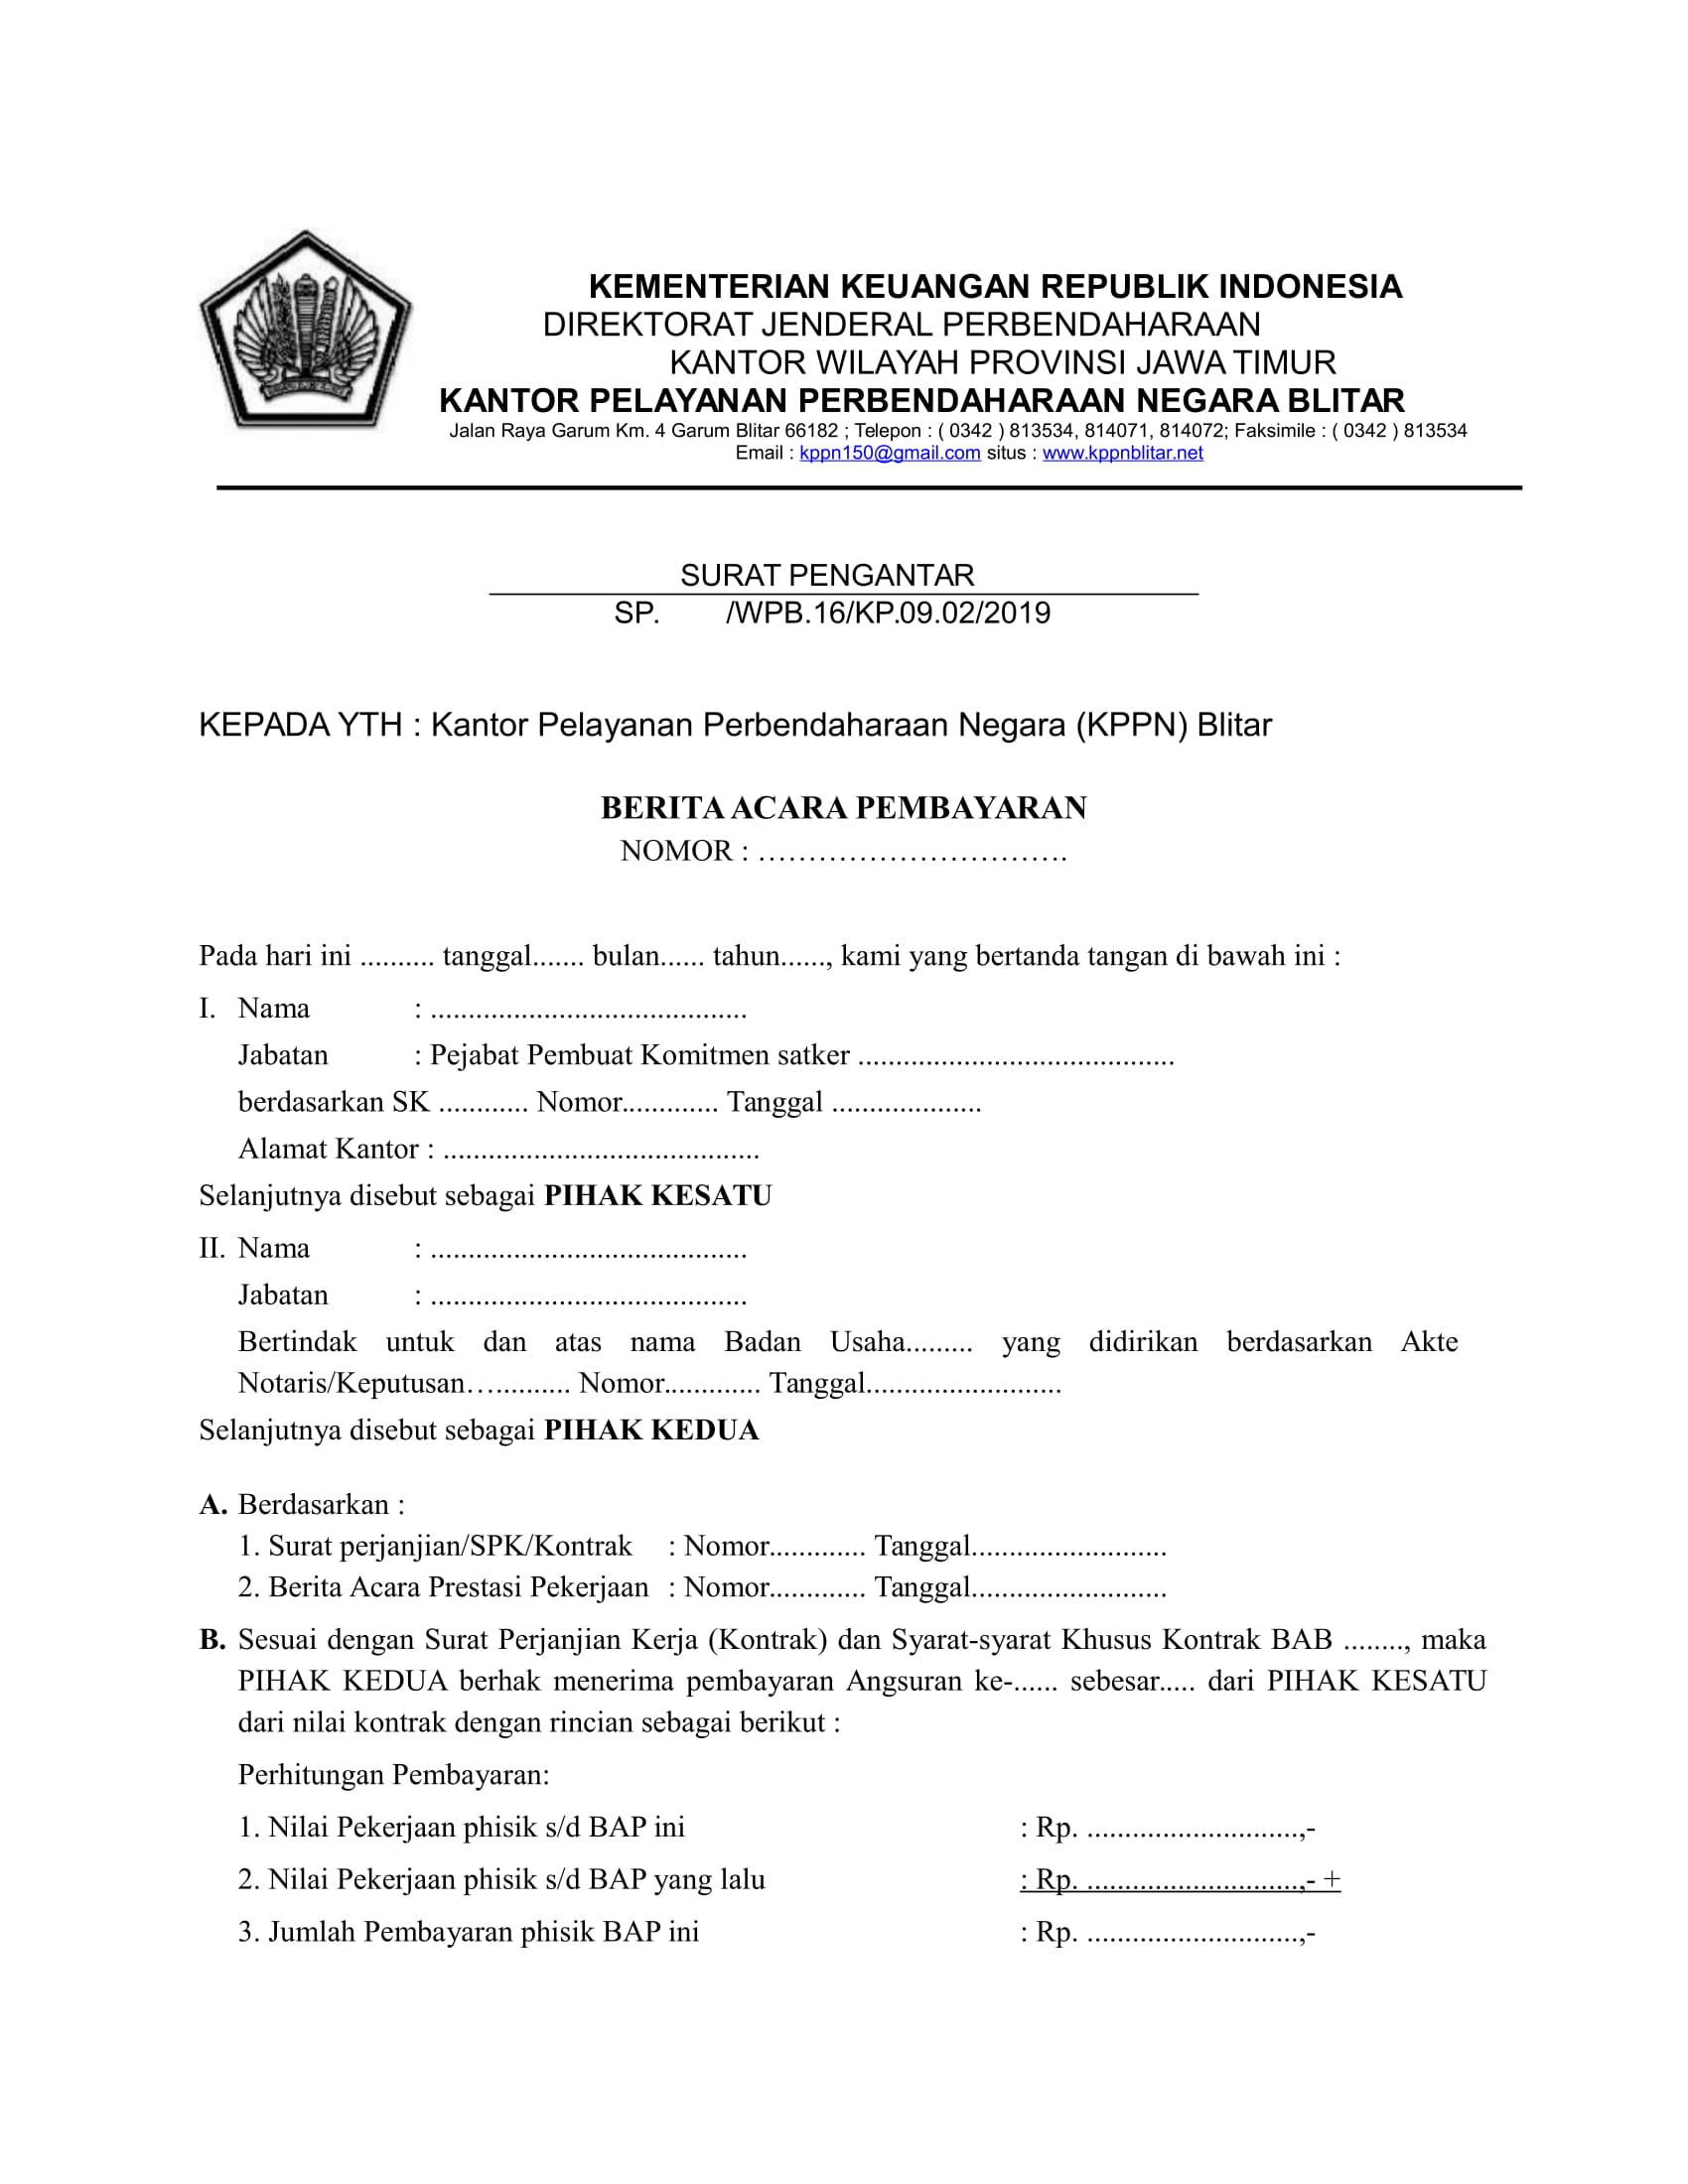 KEMENTERIAN KEUANGAN REPUBLIK INDONESIA
DIREKTORAT JENDERAL PERBENDAHARAAN
KANTOR WILAYAH PROVINSI JAWA TIMUR
KANTOR PELAYANAN PERBENDAHARAAN NEGARA BLITAR
Jalan Raya Garum Km. 4 Garum Blitar 66182 ; Telepon : ( 0342 ) 813534, 814071, 814072; Faksimile : ( 0342 ) 813534
Email : kppn150@gmail.com situs : www.kppnblitar.net
SURAT PENGANTAR
SP. /WPB.16/KP.09.02/2019
KEPADA YTH : Kantor Pelayanan Perbendaharaan Negara (KPPN) Blitar
BERITA ACARA PEMBAYARAN
NOMOR : ………………………….
Pada hari ini .......... tanggal....... bulan...... tahun......, kami yang bertanda tangan di bawah ini :
I. Nama : ..........................................
Jabatan : Pejabat Pembuat Komitmen satker ..........................................
berdasarkan SK ............ Nomor............. Tanggal ....................
Alamat Kantor : ..........................................
Selanjutnya disebut sebagai PIHAK KESATU
II. Nama : ..........................................
Jabatan : ..........................................
Bertindak untuk dan atas nama Badan Usaha......... yang didirikan berdasarkan Akte
Notaris/Keputusan….......... Nomor............. Tanggal..........................
Selanjutnya disebut sebagai PIHAK KEDUA
A. Berdasarkan :
1. Surat perjanjian/SPK/Kontrak : Nomor............. Tanggal..........................
2. Berita Acara Prestasi Pekerjaan : Nomor............. Tanggal..........................
B. Sesuai dengan Surat Perjanjian Kerja (Kontrak) dan Syarat-syarat Khusus Kontrak BAB ........, maka
PIHAK KEDUA berhak menerima pembayaran Angsuran ke-...... sebesar..... dari PIHAK KESATU
dari nilai kontrak dengan rincian sebagai berikut :
Perhitungan Pembayaran:
1. Nilai Pekerjaan phisik s/d BAP ini : Rp. ............................,-
2. Nilai Pekerjaan phisik s/d BAP yang lalu : Rp. ............................,- +
3. Jumlah Pembayaran phisik BAP ini : Rp. ............................,-